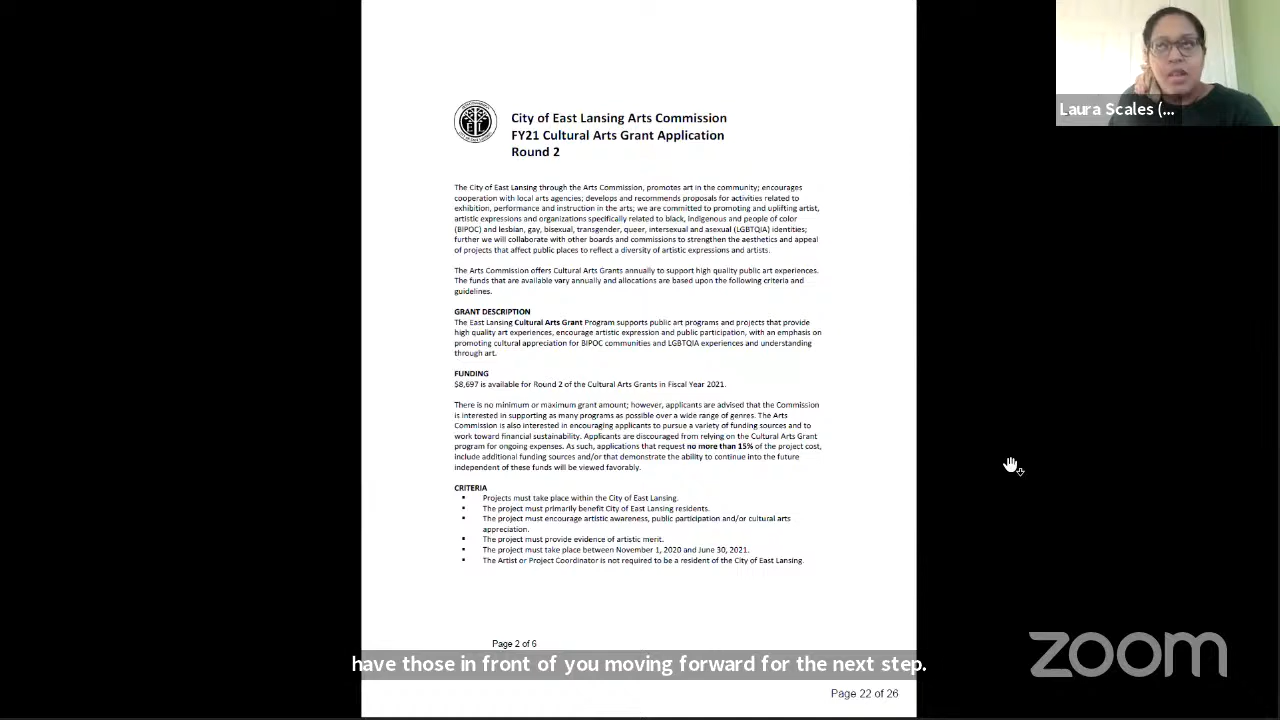 Laura Scales (...
City of East Lansing Arts Commission
FY21 Cultural Arts Grant Application
Round 2
The City of East Lansing through the Arts Commission, promotes art in the community; encourages
cooperation with local arts agencies; develops and recommends proposals for activities related to
exhibition, performance and instruction in the arts; we are committed to promoting and uplifting artist,
artistic expressions and organizations specifically related to black, indigenous and people of color
(BIPOC) and lesbian, gay, bisexual, transgender, queer, intersexual and asexual (LGBTQIA) identities;
further we will collaborate with other boards and commissions to strengthen the aesthetics and appeal
of projects that affect public places to reflect a diversity of artistic expressions and artists.
The Arts Commission offers Cultural Arts Grants annually to support high quality public art experiences.
The funds that are available vary annually and allocations are based upon the following criteria and
guidelines.
GRANT DESCRIPTION
The East Lansing Cultural Arts Grant Program supports public art programs and projects that provide
high quality art experiences, encourage artistic expression and public participation, with an emphasis on
promoting cultural appreciation for BIPOC communities and LGBTQIA experiences and understanding
through art.
FUNDING
$8,697 is available for Round 2 of the Cultural Arts Grants in Fiscal Year 2021.
There is no minimum or maximum grant amount; however, applicants are advised that the Commission
is interested in supporting as many programs as possible over a wide range of genres. The Arts
Commission is also interested in encouraging applicants to pursue a variety of funding sources and to
work toward financial sustainability. Applicants are discouraged from relying on the Cultural Arts Grant
program for ongoing expenses. As such, applications that request no more than 15% of the project cost,
include additional funding sources and/or that demonstrate the ability to continue into the future
independent of these funds will be viewed favorably.
CRITERIA
▪ Projects must take place within the City of East Lansing.
▪ The project must primarily benefit City of East Lansing residents.
▪ The project must encourage artistic awareness, public participation and/or cultural arts
appreciation.
▪ The project must provide evidence of artistic merit.
▪ The project must take place between November 1, 2020 and June 30, 2021.
▪ The Artist or Project Coordinator is not required to be a resident of the City of East Lansing.
Page 2 of 6
have those in front of you moving forward for the next step.
zoom
Page 22 of 26